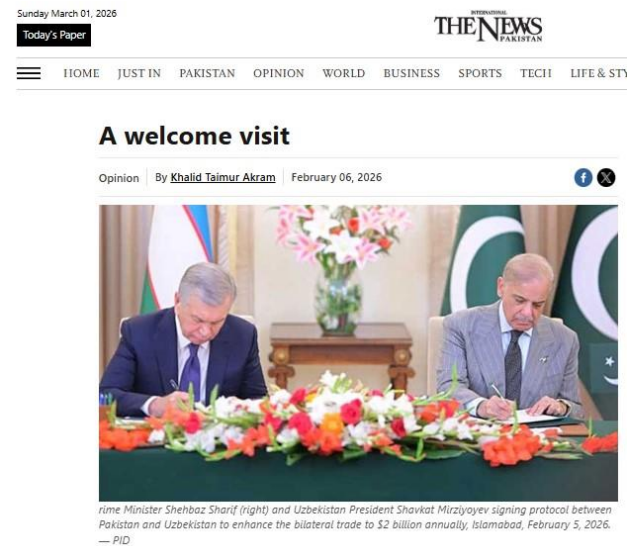 Sunday March 01, 2026
Today's Paper
INTERNATIONAL
THE NEWS
PAKISTAN
HOME JUST IN PAKISTAN OPINION WORLD BUSINESS SPORTS TECH LIFE & STY
A welcome visit
Opinion By Khalid Taimur Akram February 06, 2026
rime Minister Shehbaz Sharif (right) and Uzbekistan President Shavkat Mirziyoyev signing protocol between
Pakistan and Uzbekistan to enhance the bilateral trade to $2 billion annually, Islamabad, February 5, 2026.
— PID